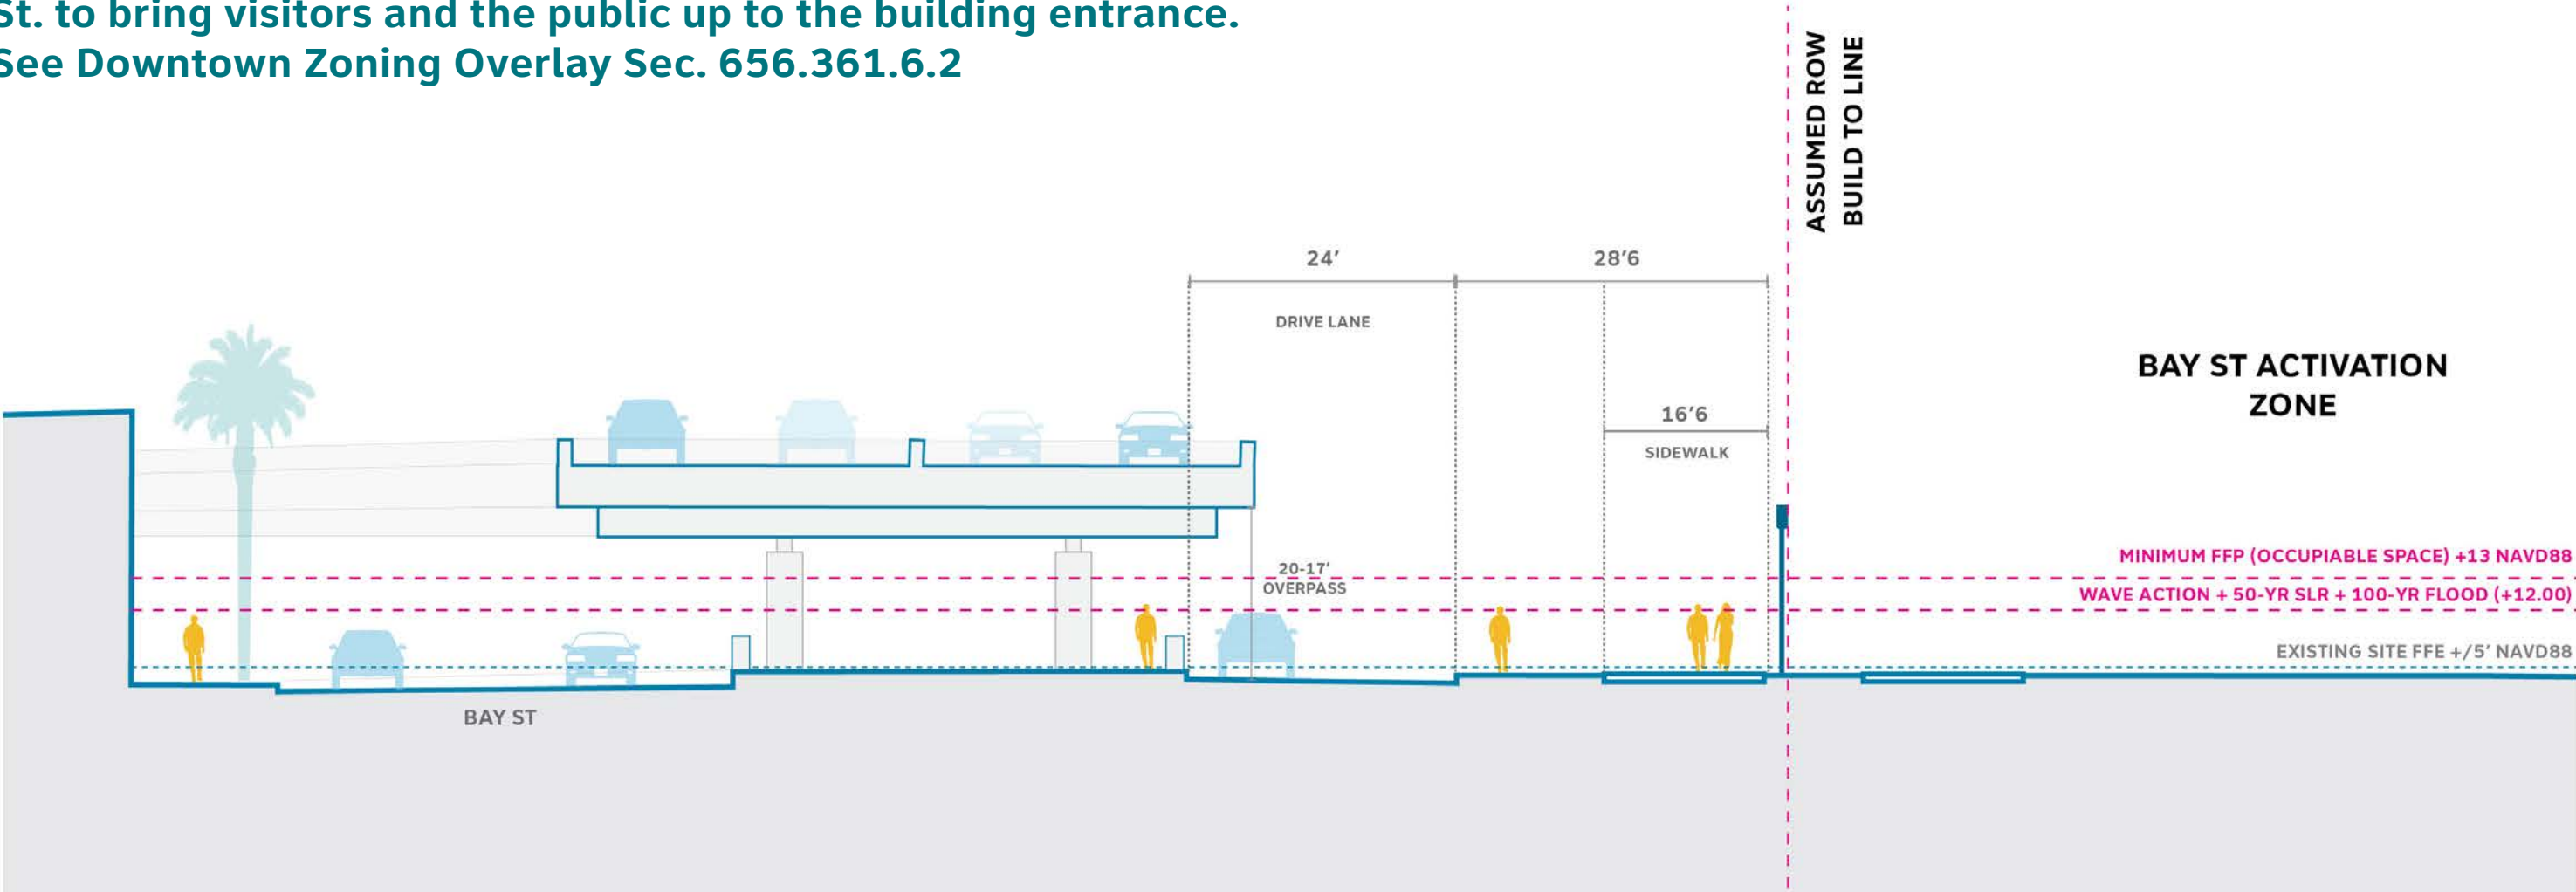 St. to bring visitors and the public up to the building entrance.
See Downtown Zoning Overlay Sec. 656.361.6.2
ASSUMED ROW
BUILD TO LINE
24’
28’6
DRIVE LANE
BAY ST ACTIVATION
ZONE
16’6
SIDEWALK
MINIMUM FFP (OCCUPIABLE SPACE) +13 NAVD88
20-17’
OVERPASS
WAVE ACTION + 50-YR SLR + 100-YR FLOOD (+12.00)
EXISTING SITE FFE +/5’ NAVD88
BAY ST